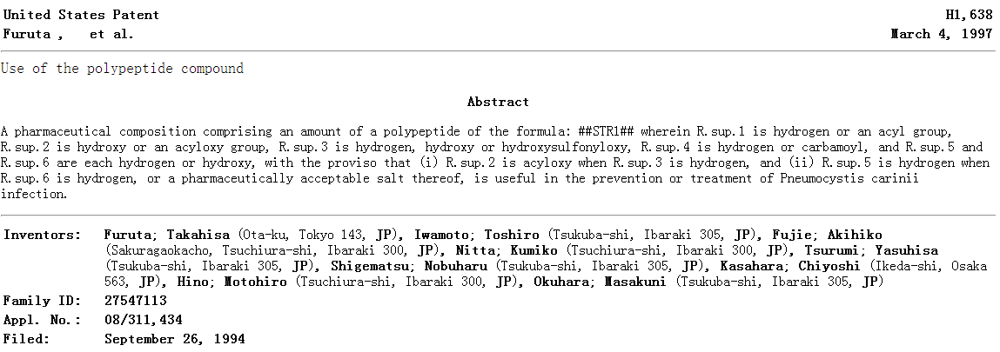 United States Patent H1,638
Furuta , et al. March 4, 1997
Use of the polypeptide compound
Abstract
A pharmaceutical composition comprising an amount of a polypeptide of the formula: ##STR1## wherein R.sup.1 is hydrogen or an acyl group,
R.sup.2 is hydroxy or an acyloxy group, R.sup.3 is hydrogen, hydroxy or hydroxysulfonyloxy, R.sup.4 is hydrogen or carbamoyl, and R.sup.5 and
R.sup.6 are each hydrogen or hydroxy, with the proviso that (i) R.sup.2 is acyloxy when R.sup.3 is hydrogen, and (ii) R.sup.5 is hydrogen when
R.sup.6 is hydrogen, or a pharmaceutically acceptable salt thereof, is useful in the prevention or treatment of Pneumocystis carinii
infection.
Inventors: Furuta; Takahisa (Ota-ku, Tokyo 143, JP), Iwamoto; Toshiro (Tsukuba-shi, Ibaraki 305, JP), Fujie; Akihiko
(Sakuragaokacho, Tsuchiura-shi, Ibaraki 300, JP), Nitta; Kumiko (Tsuchiura-shi, Ibaraki 300, JP), Tsurumi; Yasuhisa
(Tsukuba-shi, Ibaraki 305, JP), Shigematsu; Nobuharu (Tsukuba-shi, Ibaraki 305, JP), Kasahara; Chiyoshi (Ikeda-shi, Osaka
563, JP), Hino; Motohiro (Tsuchiura-shi, Ibaraki 300, JP), Okuhara; Masakuni (Tsukuba-shi, Ibaraki 305, JP)
Family ID: 27547113
Appl. No.: 08/311,434
Filed: September 26, 1994